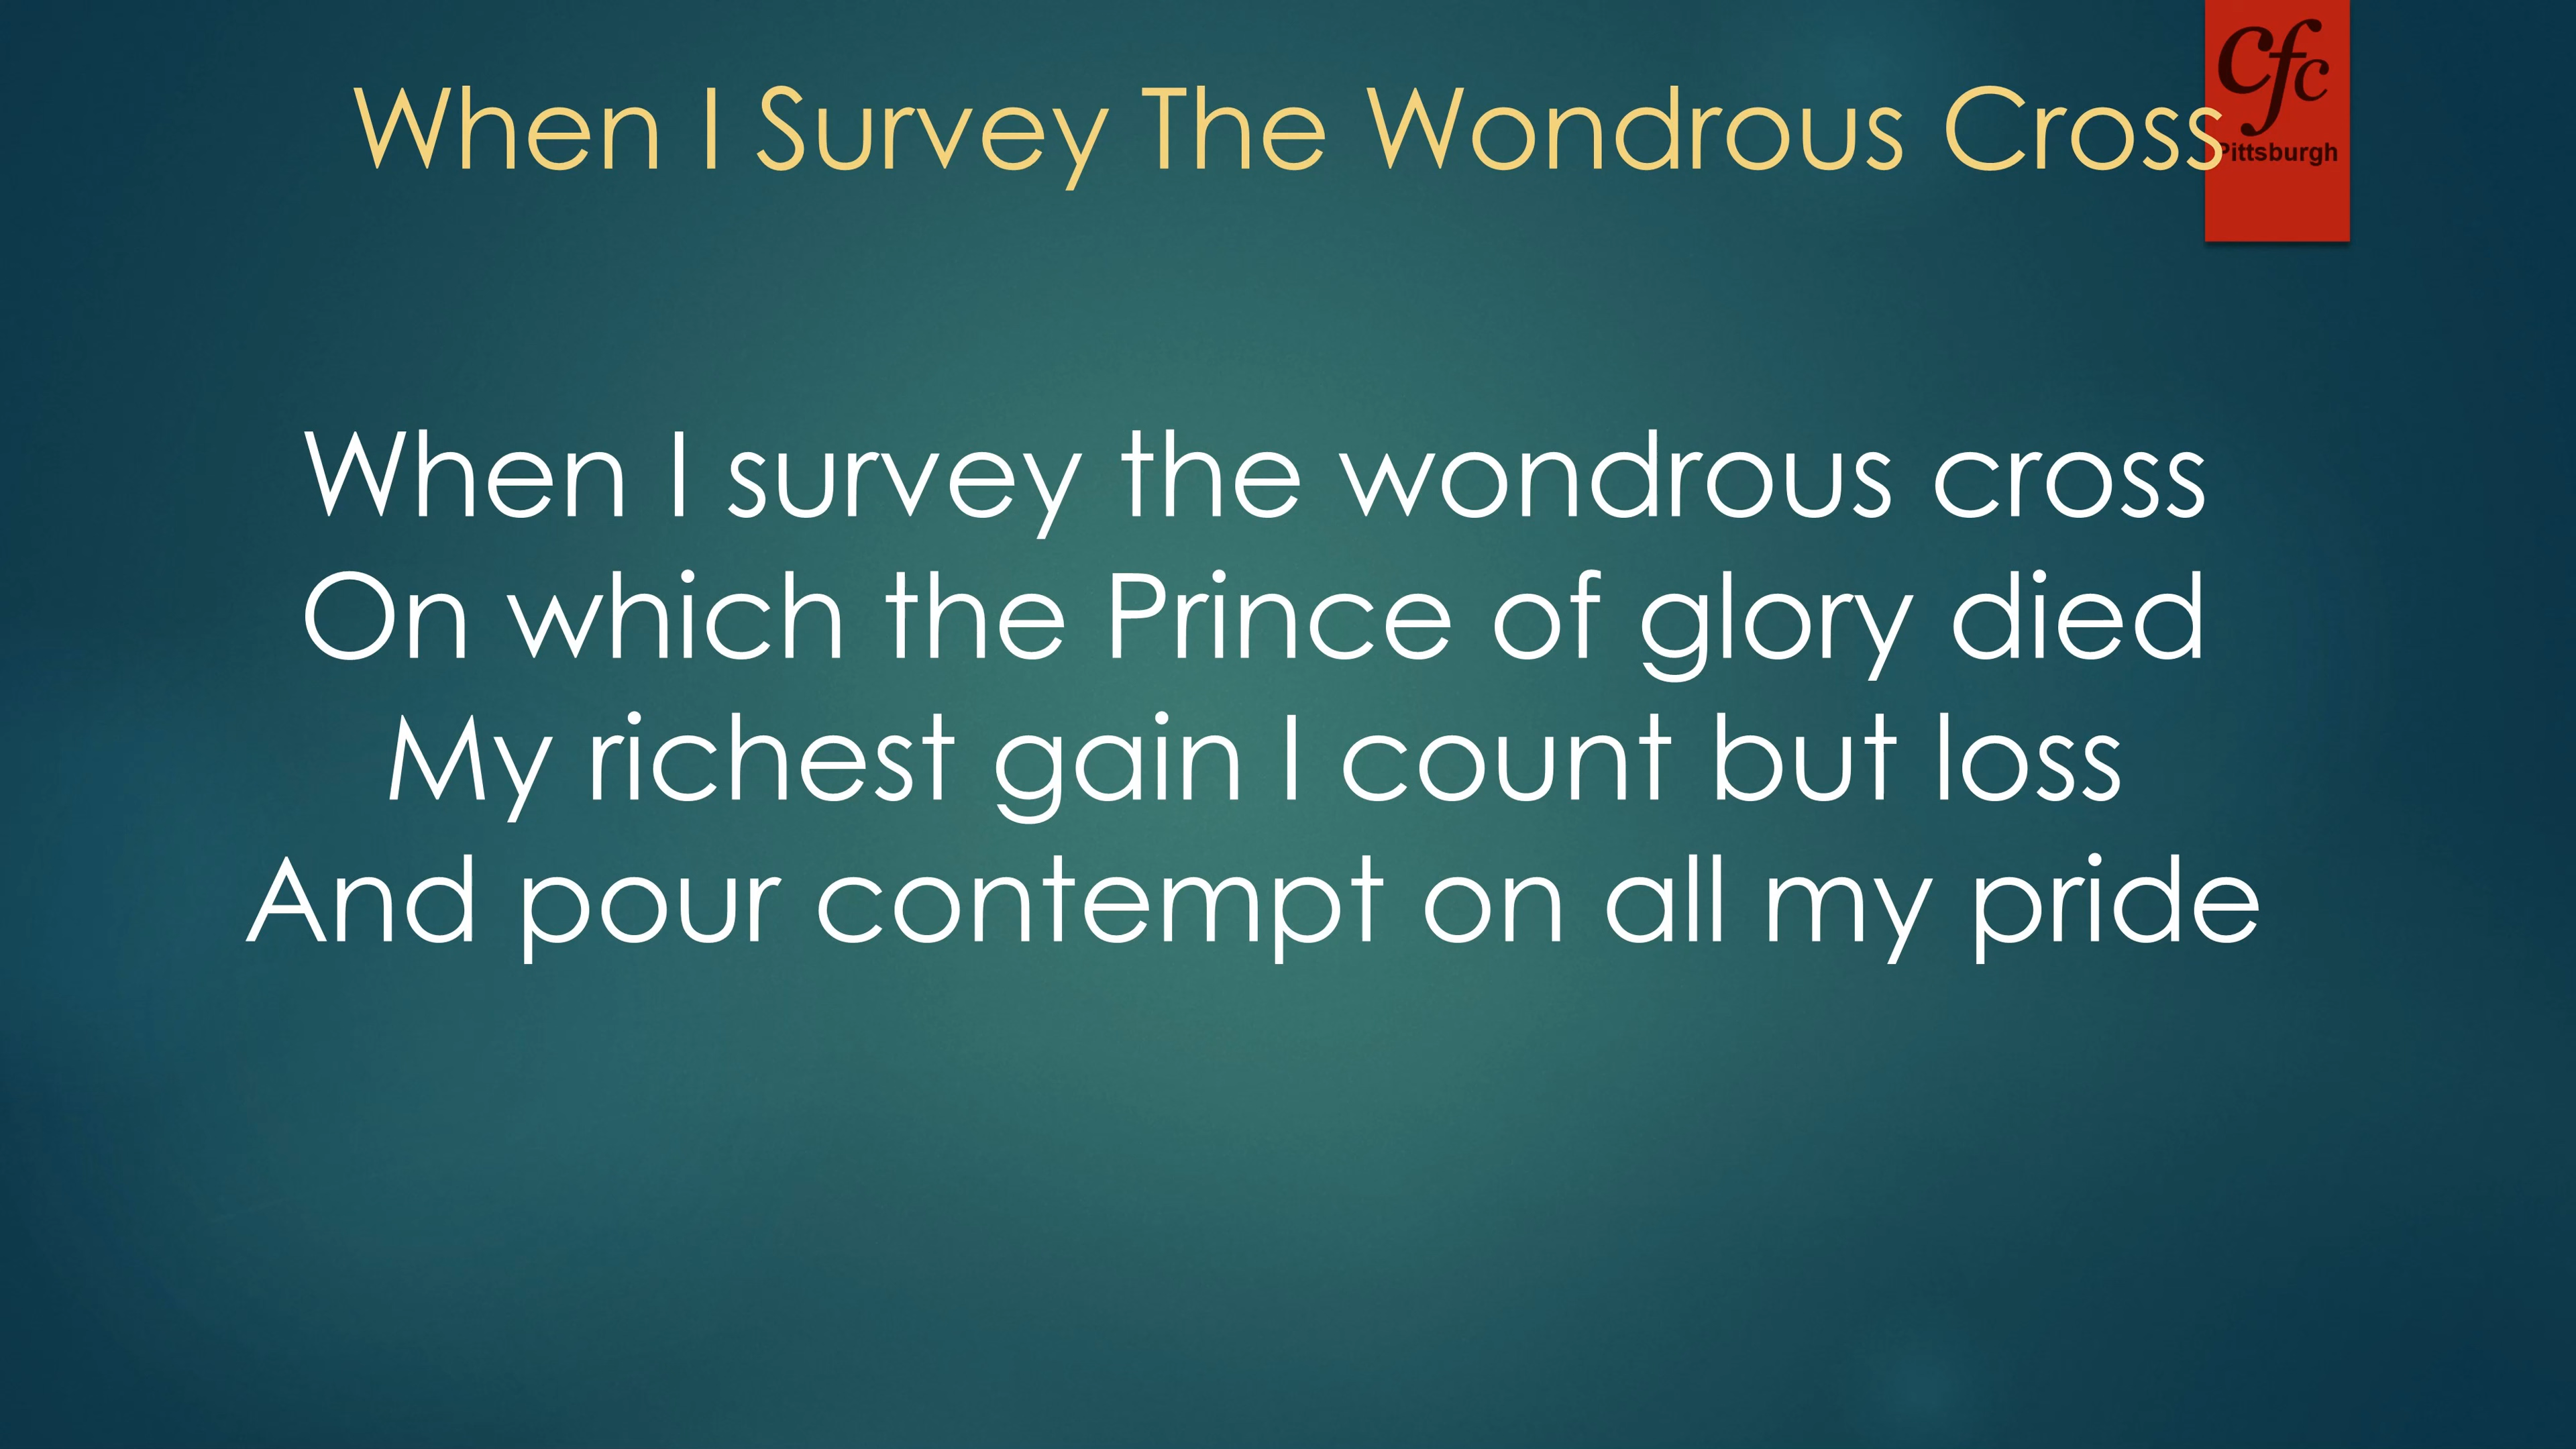 When I Survey The Wondrous Cross
cfc
Pittsburgh
When I survey the wondrous cross
On which the Prince of glory died
My richest gain I count but loss
And pour contempt on all my pride